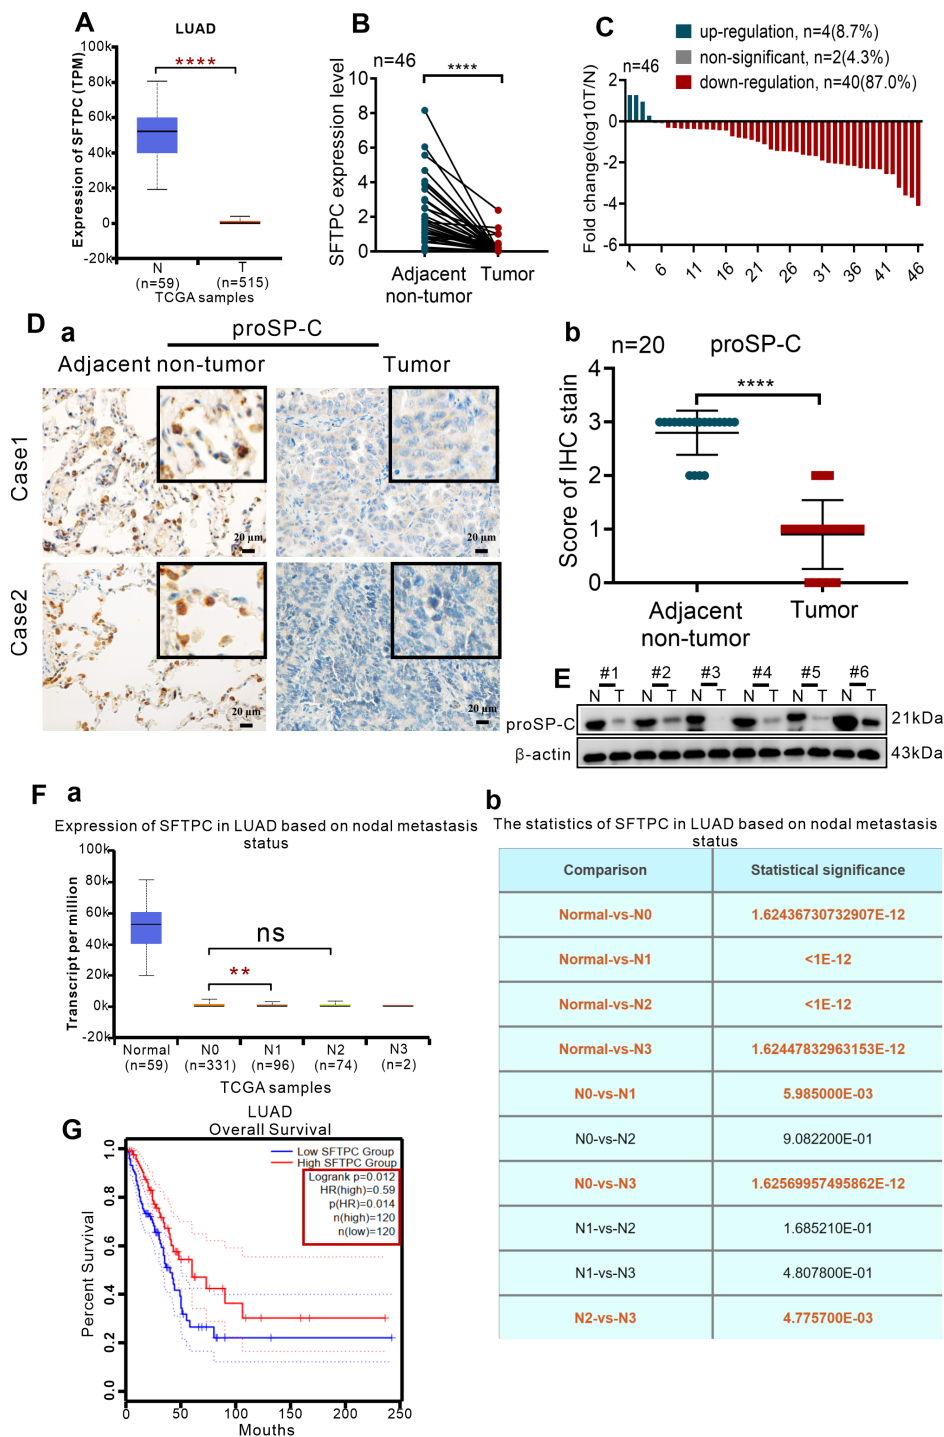 A
LUAD
****
Expression of SFTPC (TPM)
100k
80k
60k
40k
20k
0
-20k
N
T
(n=59)
(n=515)
TCGA samples
B
n=46
****
SFTPC expression level
10
8
6
4
2
0
Adjacent
non-tumor
Tumor
C
up-regulation, n=4(8.7%)
non-significant, n=2(4.3%)
down-regulation, n=40(87.0%)
n=46
Fold change(log10T/N)
2
0
-2
-4
-6
1
6
11
16
21
26
31
36
41
46
D
a
proSP-C
Adjacent non-tumor
Tumor
Case1
20 μm
20 μm
Case2
20 μm
20 μm
b
n=20
proSP-C
****
Score of IHC stain
4
3
2
1
0
Adjacent
non-tumor
Tumor
E
#1 #2 #3 #4 #5 #6
N T N T N T N T N T N T
proSP-C
21kDa
β-actin
43kDa
F
a
Expression of SFTPC in LUAD based on nodal metastasis
status
Transcript per million
100k
80k
60k
40k
20k
0k
-20k
ns
**
Normal
N0
N1
N2
N3
(n=59)
(n=331)
(n=96)
(n=74)
(n=2)
TCGA samples
b
The statistics of SFTPC in LUAD based on nodal metastasis
status
Comparison Statistical significance
Normal-vs-N0 1.62436730732907E-12
Normal-vs-N1 <1E-12
Normal-vs-N2 <1E-12
Normal-vs-N3 1.62447832963153E-12
N0-vs-N1 5.985000E-03
N0-vs-N2 9.082200E-01
N0-vs-N3 1.62569957495862E-12
N1-vs-N2 1.685210E-01
N1-vs-N3 4.807800E-01
N2-vs-N3 4.775700E-03
G
LUAD
Overall Survival
Low SFTPC Group
High SFTPC Group
Logrank p=0.012
HR(high)=0.59
p(HR)=0.014
n(high)=120
n(low)=120
Percent Survival
1.0
0.8
0.6
0.4
0.2
0.0
0
50
100
150
200
250
Mouths